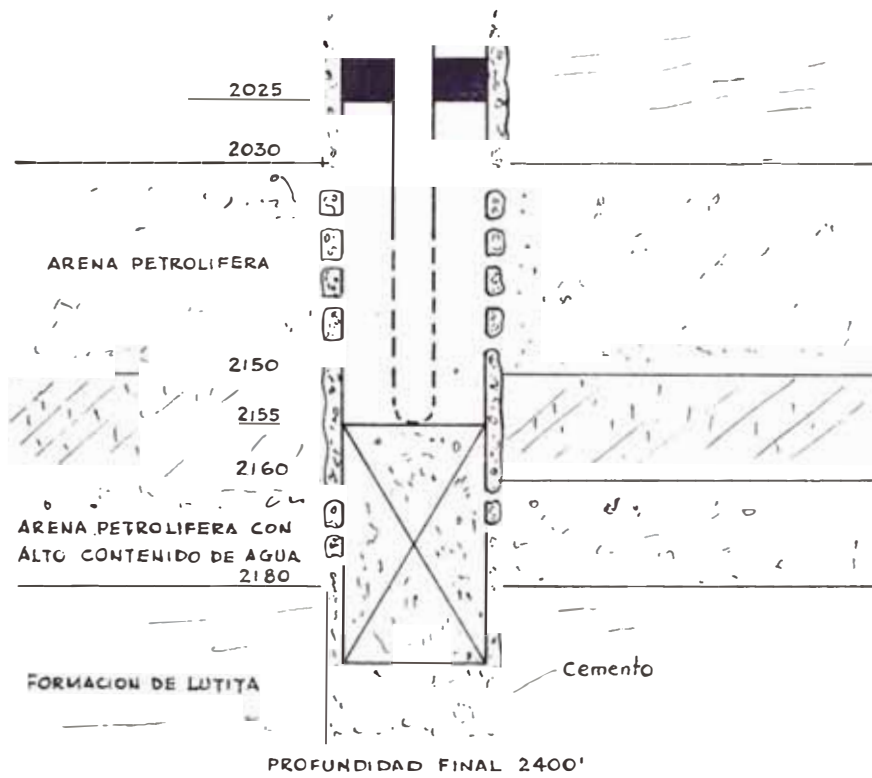 2025
2030
ARENA PETROLIFERA
2150
2155
2160
ARENA PETROLIFERA CON
ALTO CONTENIDO DE AGUA
2180
FORMACION DE LUTITA
Cemento
PROFUNDIDAD FINAL 2400'